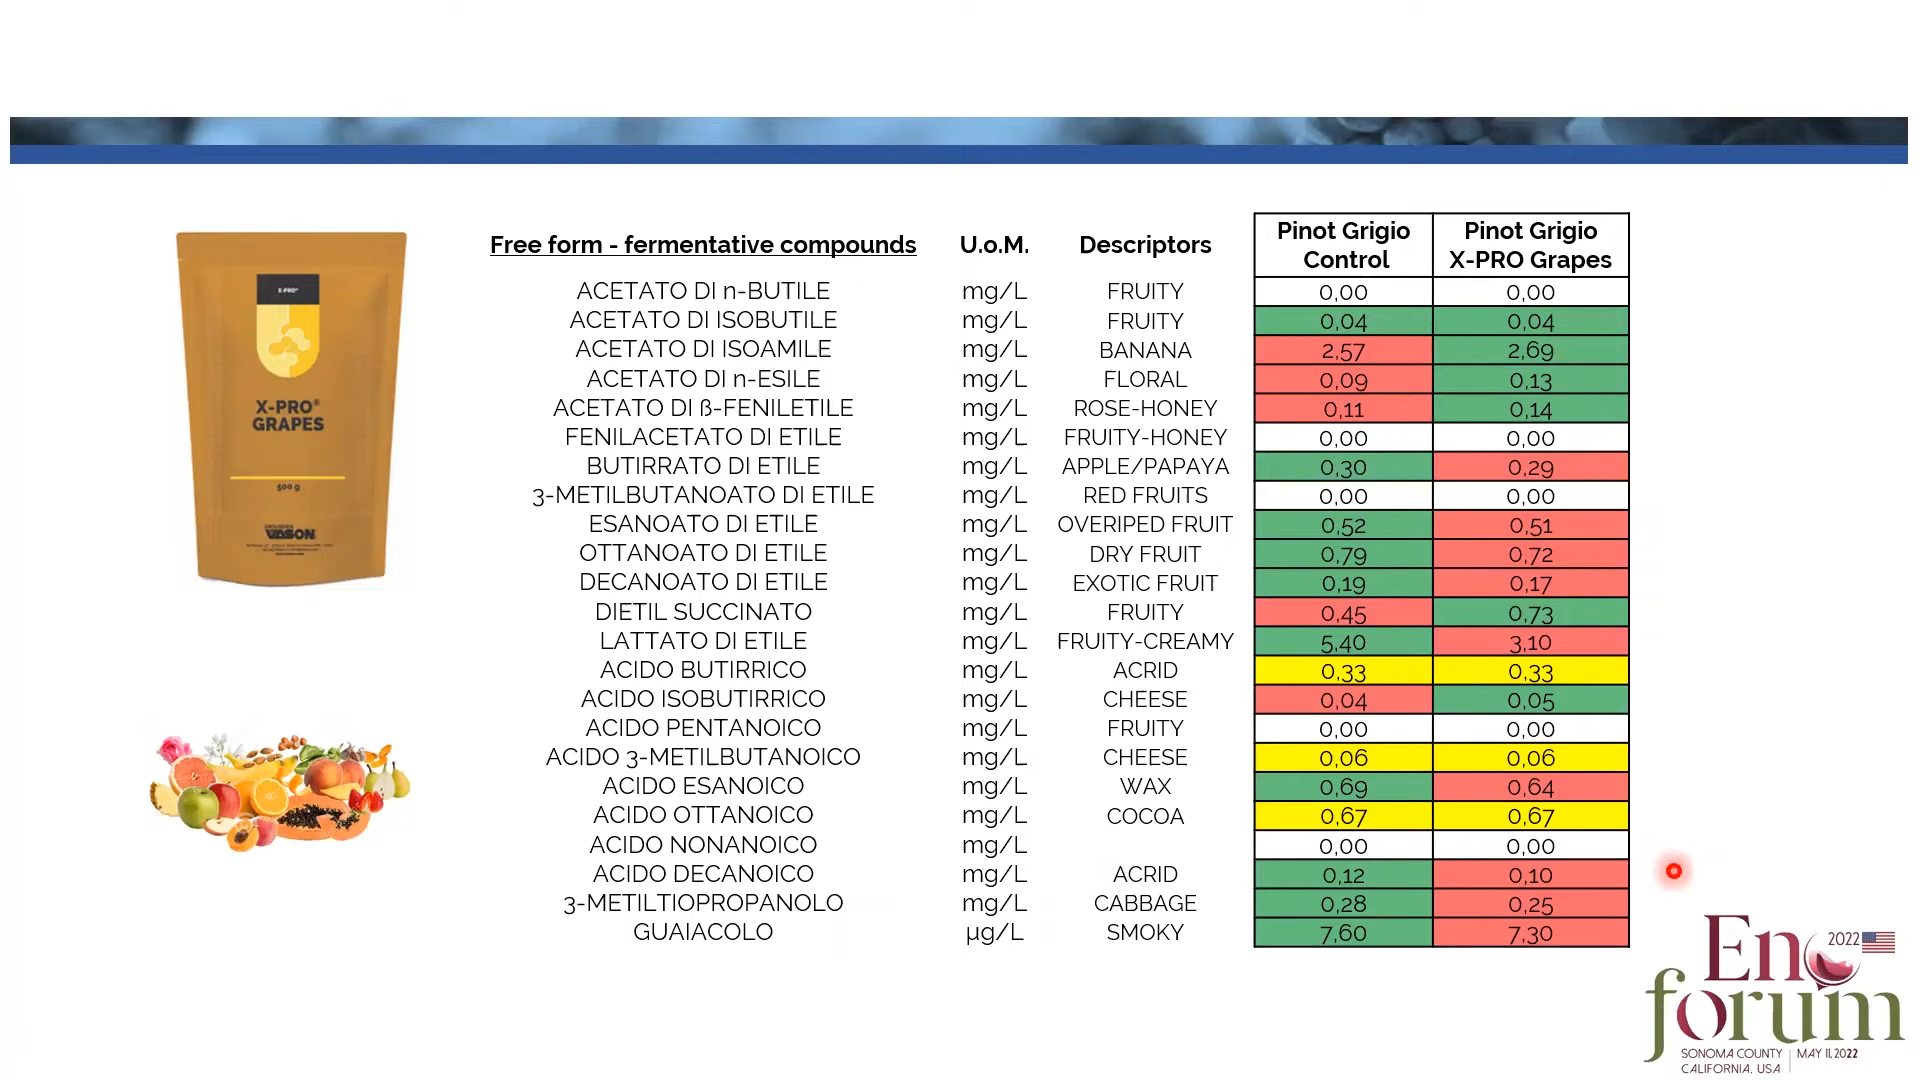 Free form - fermentative compounds U.o.M. Descriptors Pinot Grigio Control Pinot Grigio X-PRO Grapes
ACETATO DI n-BUTILE mg/L FRUITY 0,00 0,00
ACETATO DI ISOBUTILE mg/L FRUITY 0,04 0,04
ACETATO DI ISOAMILE mg/L BANANA 2,57 2,69
ACETATO DI n-ESILE mg/L FLORAL 0,09 0,13
ACETATO DI ß-FENILETILE mg/L ROSE-HONEY 0,11 0,14
FENILACETATO DI ETILE mg/L FRUITY-HONEY 0,00 0,00
BUTIRRATO DI ETILE mg/L APPLE/PAPAYA 0,30 0,29
3-METILBUTANOATO DI ETILE mg/L RED FRUITS 0,00 0,00
ESANOATO DI ETILE mg/L OVERIPED FRUIT 0,52 0,51
OTTANOATO DI ETILE mg/L DRY FRUIT 0,79 0,72
DECANOATO DI ETILE mg/L EXOTIC FRUIT 0,19 0,17
DIETIL SUCCINATO mg/L FRUITY 0,45 0,73
LATTATO DI ETILE mg/L FRUITY-CREAMY 5,40 3,10
ACIDO BUTIRRICO mg/L ACRID 0,33 0,33
ACIDO ISOBUTIRRICO mg/L CHEESE 0,04 0,05
ACIDO PENTANOICO mg/L FRUITY 0,00 0,00
ACIDO 3-METILBUTANOICO mg/L CHEESE 0,06 0,06
ACIDO ESANOICO mg/L WAX 0,69 0,64
ACIDO OTTANOICO mg/L COCOA 0,67 0,67
ACIDO NONANOICO mg/L 0,00 0,00
ACIDO DECANOICO mg/L ACRID 0,12 0,10
3-METILTIOPROPANOLO mg/L CABBAGE 0,28 0,25
GUAIACOLO µg/L SMOKY 7,60 7,30
X-PRO®
X-PRO®
GRAPES
500 g
VASON
Eno 2022
forum
SONOMA COUNTY | MAY 11, 2022
CALIFORNIA, USA